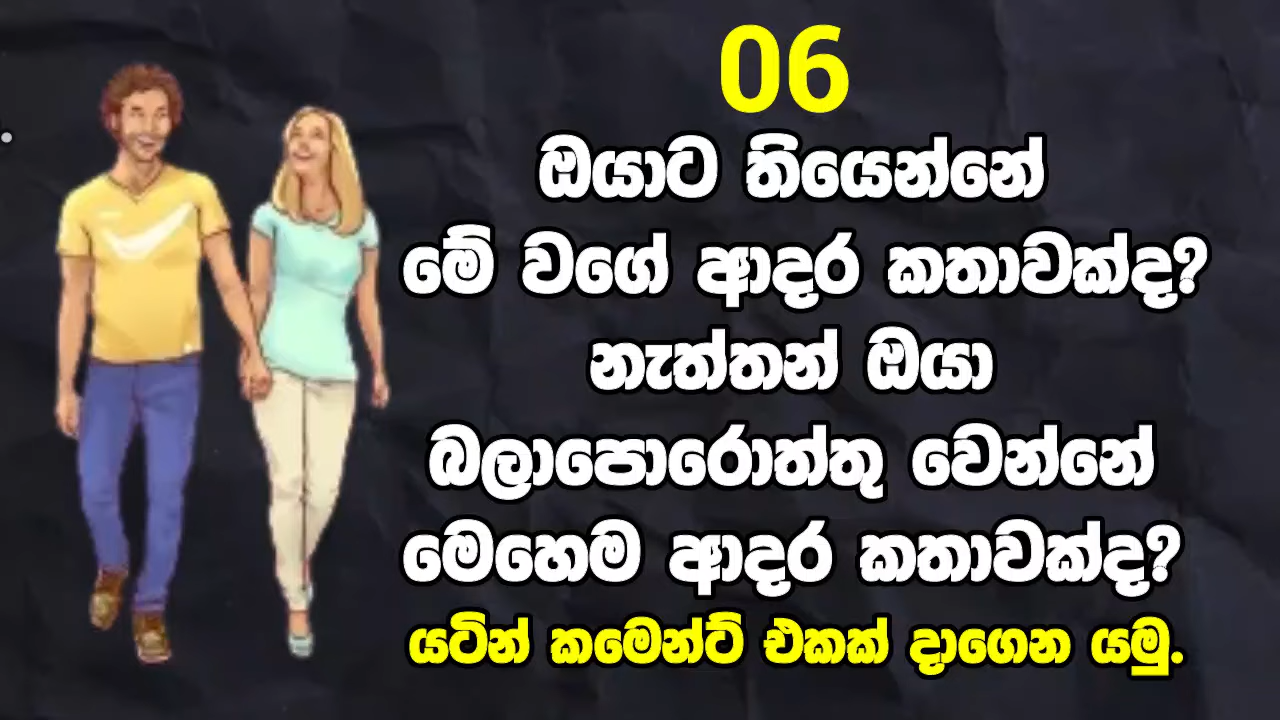 06
ඔයාට තියෙන්නේ
මේ වගේ ආදර කතාවක්ද?
නැත්තන් ඔයා
බලාපොරොත්තු වෙන්නේ
මෙහෙම ආදර කතාවක්ද?
යටින් කමෙන්ට් එකක් දාගෙන යමු.